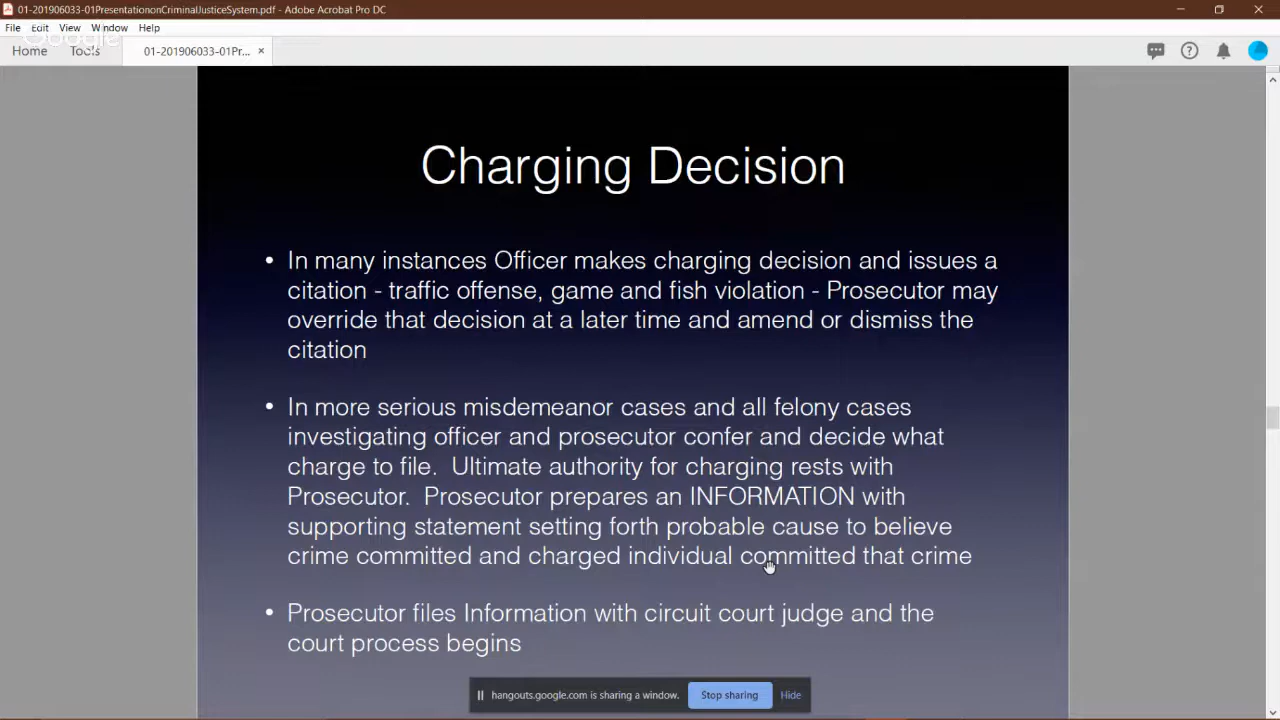 01-201906033-01PresentationonCriminalJusticeSystem.pdf - Adobe Acrobat Pro DC
File Edit View Window Help
Google
Home Tools 01-201906033-01Pr... ×
Charging Decision
• In many instances Officer makes charging decision and issues a
citation - traffic offense, game and fish violation - Prosecutor may
override that decision at a later time and amend or dismiss the
citation
• In more serious misdemeanor cases and all felony cases
investigating officer and prosecutor confer and decide what
charge to file. Ultimate authority for charging rests with
Prosecutor. Prosecutor prepares an INFORMATION with
supporting statement setting forth probable cause to believe
crime committed and charged individual committed that crime
• Prosecutor files Information with circuit court judge and the
court process begins
hangouts.google.com is sharing a window. Stop sharing Hide